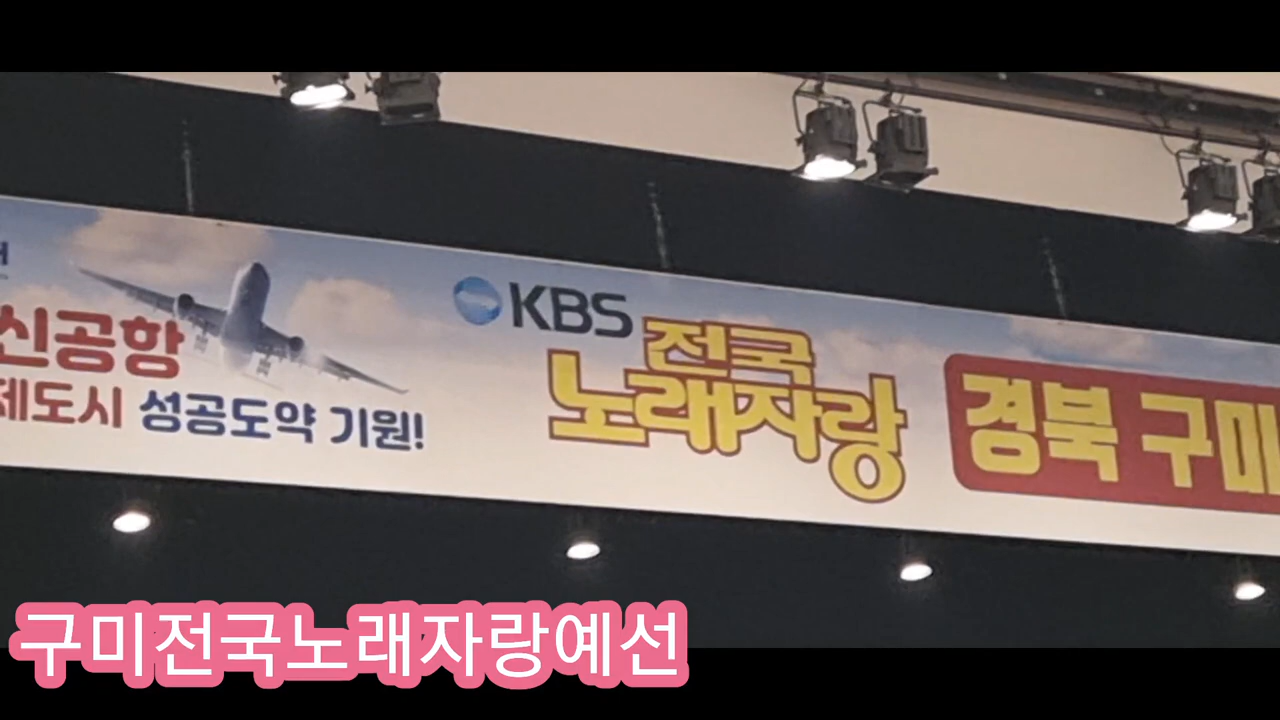 신공항
제도시 성공도약 기원!
KBS
전국
노래자랑
경북 구미
구미전국노래자랑예선